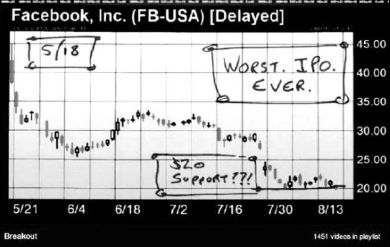 Facebook, Inc. (FB-USA) [Delayed]
5/18
WORST. IPO.
EVER.
$20
SUPPORT??!
45.00
40.00
35.00
30.00
25.00
20.00
5/21 6/4 6/18 7/2 7/16 7/30 8/13
Breakout
1451 videos in playlist